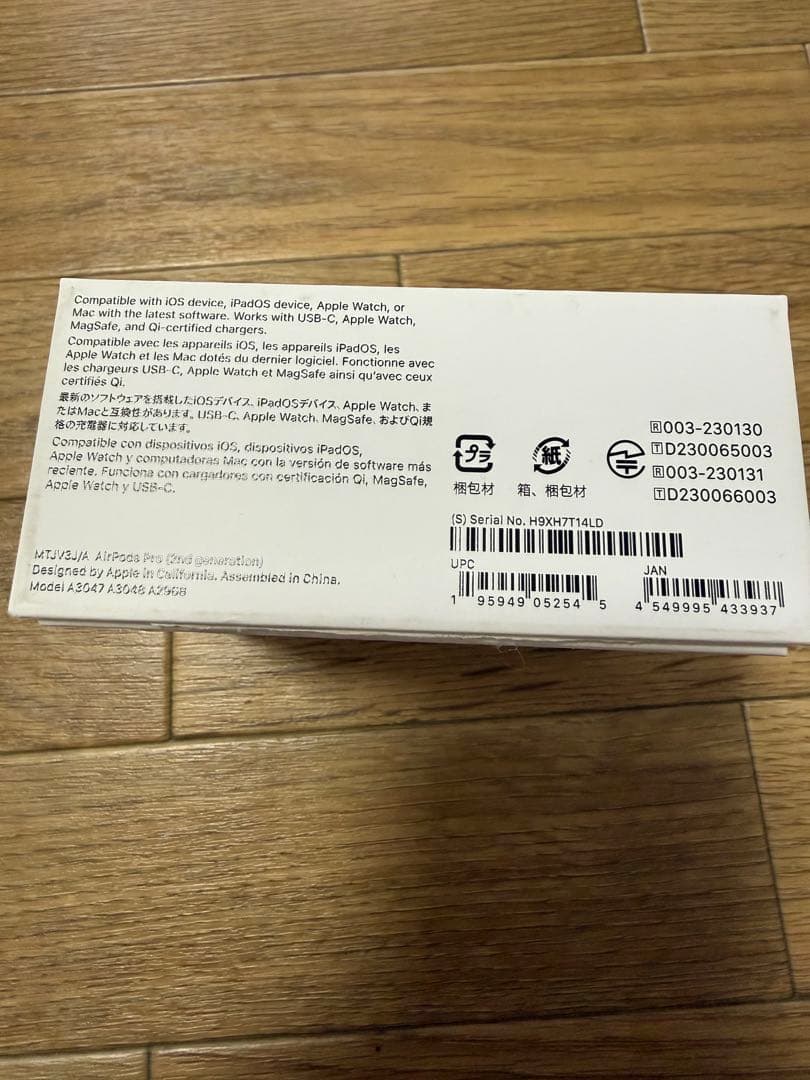 Compatible with iOS device, iPadOS device, Apple Watch, or
Mac with the latest software. Works with USB-C, Apple Watch,
MagSafe, and Qi-certified chargers.
Compatible avec les appareils iOS, les appareils iPadOS, les
Apple Watch et les Mac dotés du dernier logiciel. Fonctionne avec
les chargeurs USB-C, Apple Watch et MagSafe ainsi qu'avec ceux
certifiés Qi.
最新のソフトウェアを搭載したiOSデバイス、iPadOSデバイス、Apple Watch、ま
たはMacと互換性があります。USB-C、Apple Watch、MagSafe、およびQi規
格の充電器に対応しています。
Compatible con dispositivos iOS, dispositivos iPadOS,
Apple Watch y computadoras Mac con la versión de software más
reciente. Funciona con cargadores con certificación Qi, MagSafe,
Apple Watch y USB-C.
MTJV3J/A AirPods Pro (2nd generation)
Designed by Apple in California. Assembled in China.
Model A3047 A3048 A2968
プラ
梱包材
紙
箱、梱包材
R003-230130
TD230065003
R003-230131
TD230066003
(S) Serial No. H9XH7T14LD
UPC
1 95949 05254 5
JAN
4 549995 433937